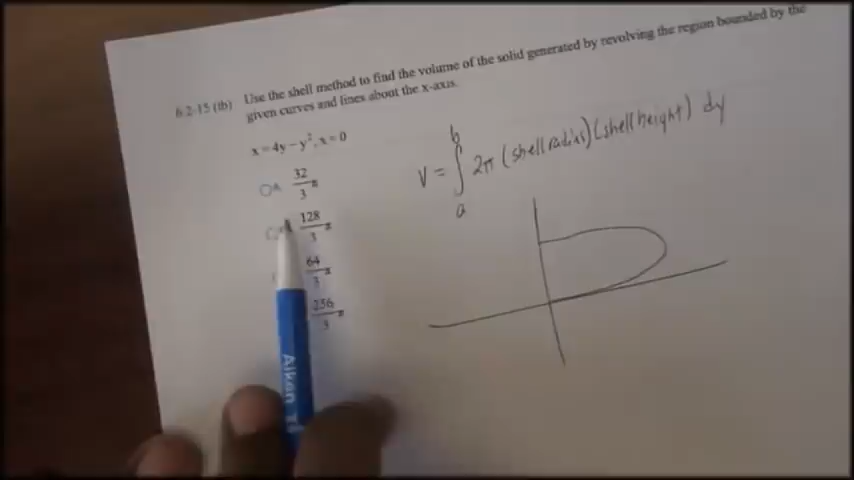 6.2-15 (lb) Use the shell method to find the volume of the solid generated by revolving the region bounded by the
given curves and lines about the x-axis.
x = 4y − y², x = 0
A 32/3 π
128/3 π
64/3 π
256/3 π
V = ∫ₐᵇ 2π (shell radius)(shell height) dy
Aiken